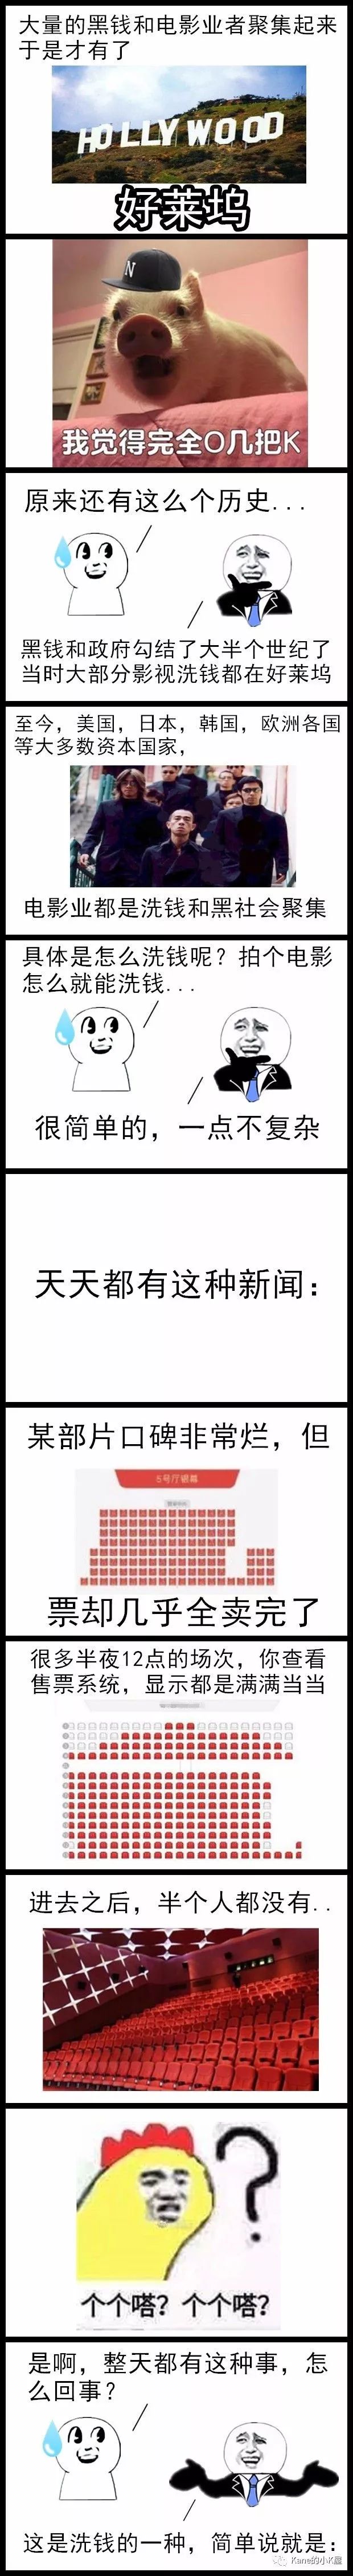 大量的黑钱和电影业者聚集起来
于是才有了
HOLLYWOOD
好莱坞
N
我觉得完全O几把K
原来还有这么个历史...
黑钱和政府勾结了大半个世纪了
当时大部分影视洗钱都在好莱坞
至今，美国，日本，韩国，欧洲各国
等大多数资本国家，
电影业都是洗钱和黑社会聚集
具体是怎么洗钱呢？拍个电影
怎么就能洗钱...
很简单的，一点不复杂
天天都有这种新闻：
某部片口碑非常烂，但
5号厅银幕
票却几乎全卖完了
很多半夜12点的场次，你查看
售票系统，显示都是满满当当
进去之后，半个人都没有..
个个嗒？个个嗒？
是啊，整天都有这种事，怎
么回事？
这是洗钱的一种，简单说就是：
Kane的小K屋